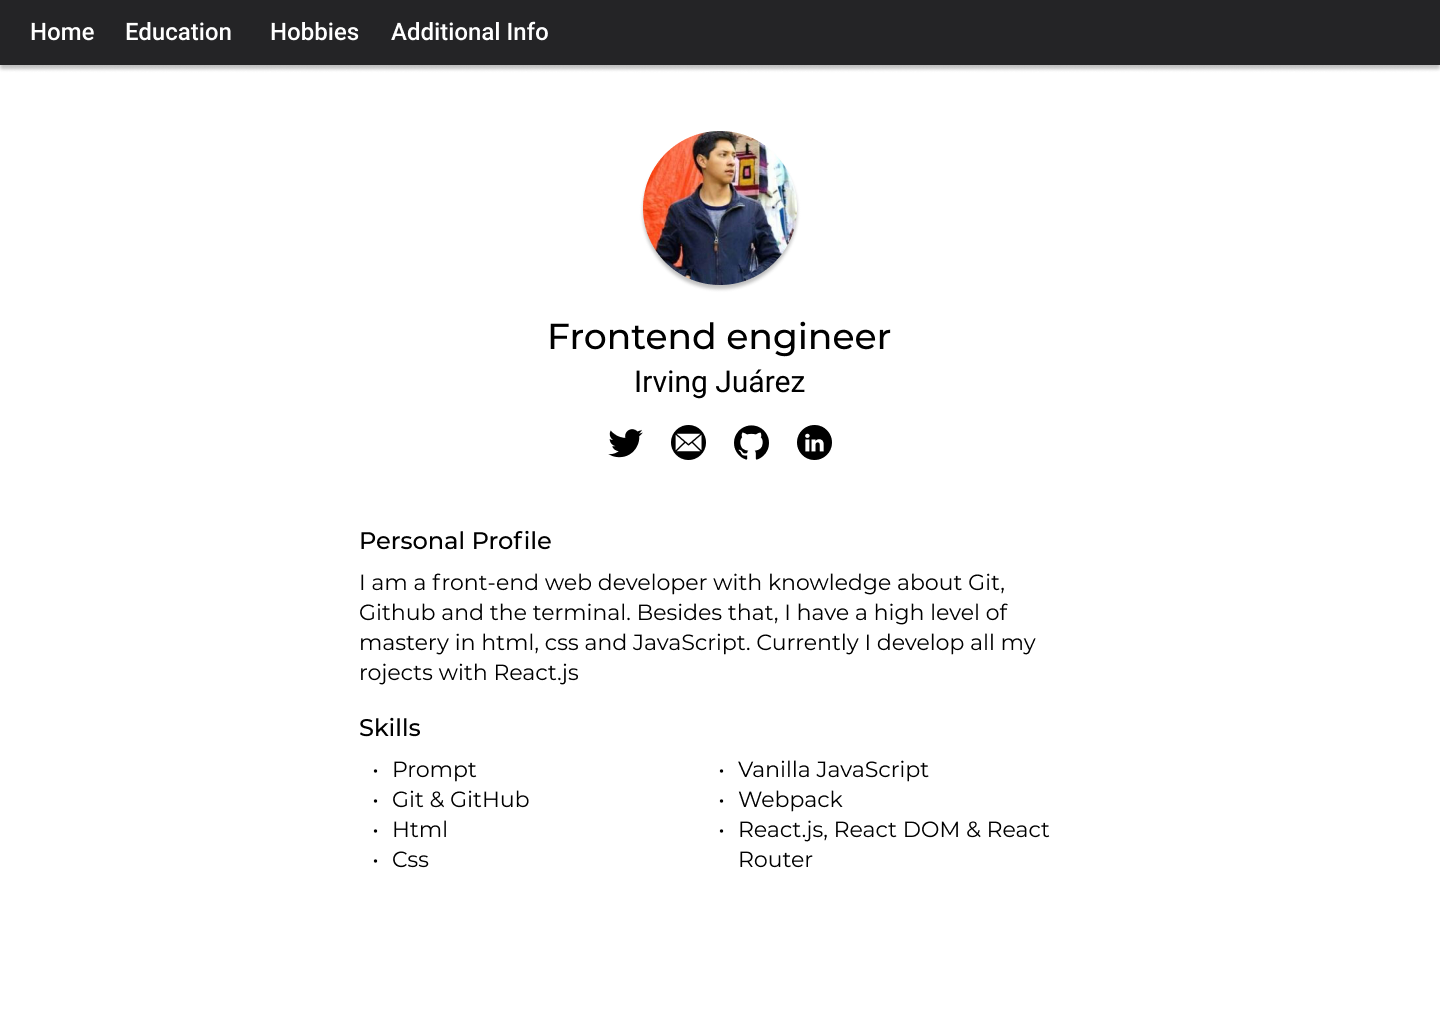 Home Education Hobbies Additional Info
Frontend engineer
Irving Juárez
in
Personal Profile
I am a front-end web developer with knowledge about Git,
Github and the terminal. Besides that, I have a high level of
mastery in html, css and JavaScript. Currently I develop all my
rojects with React.js
Skills
• Prompt
• Git & GitHub
• Html
• Css
• Vanilla JavaScript
• Webpack
• React.js, React DOM & React
Router